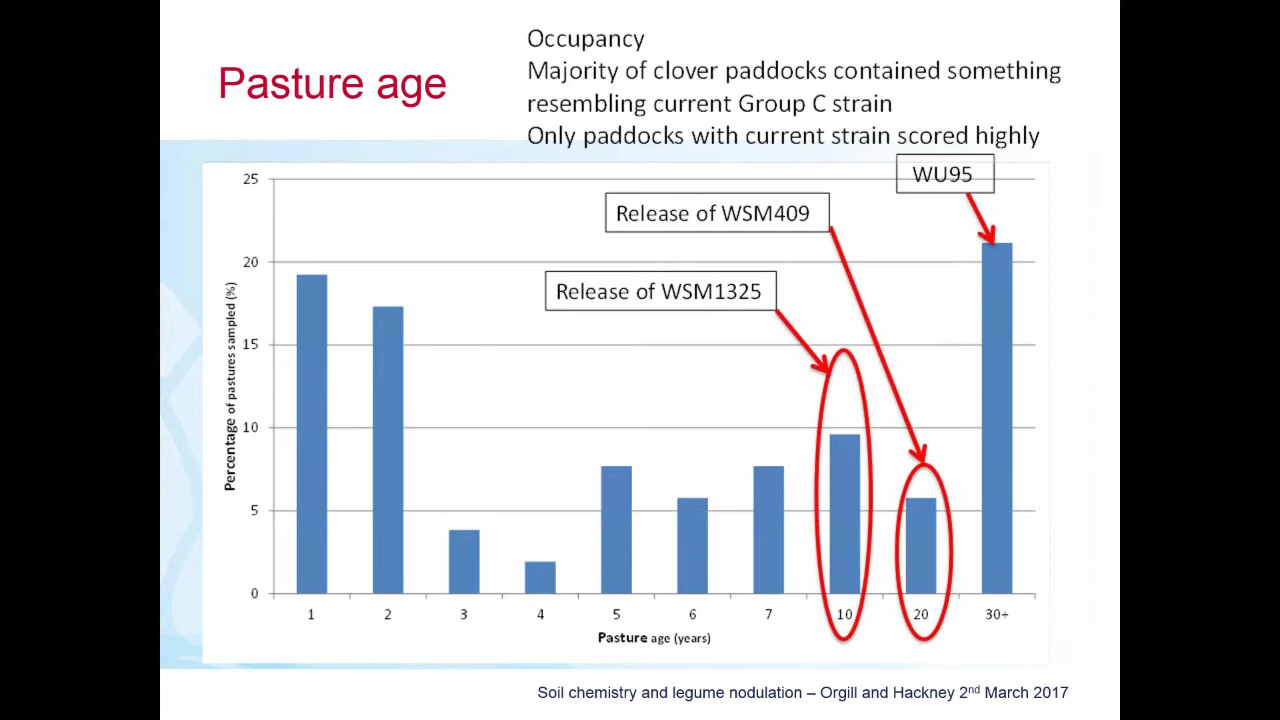 Pasture age
Occupancy
Majority of clover paddocks contained something
resembling current Group C strain
Only paddocks with current strain scored highly
WU95
Release of WSM409
Release of WSM1325
Percentage of pastures sampled (%)
25
20
15
10
5
0
1 2 3 4 5 6 7 10 20 30+
Pasture age (years)
Soil chemistry and legume nodulation – Orgill and Hackney 2nd March 2017